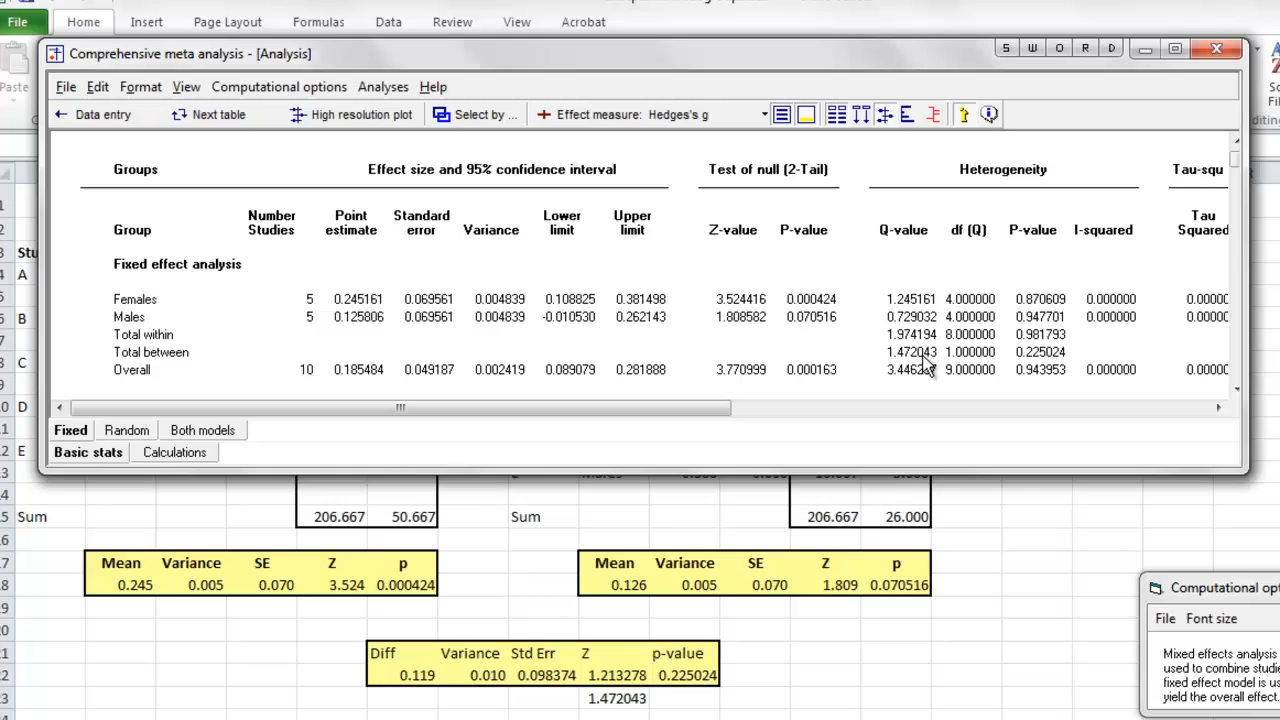 File Home Insert Page Layout Formulas Data Review View Acrobat
Comprehensive meta analysis - [Analysis] S W O R D
File Edit Format View Computational options Analyses Help
Data entry Next table High resolution plot Select by ... Effect measure: Hedges's g
Paste
Groups Effect size and 95% confidence interval Test of null (2-Tail) Heterogeneity Tau-squ
Number Point Standard Lower Upper Tau
Group Studies estimate error Variance limit limit Z-value P-value Q-value df (Q) P-value I-squared Squared
Fixed effect analysis
Females 5 0.245161 0.069561 0.004839 0.108825 0.381498 3.524416 0.000424 1.245161 4.000000 0.870609 0.000000 0.0000
Males 5 0.125806 0.069561 0.004839 -0.010530 0.262143 1.808582 0.070516 0.729032 4.000000 0.947701 0.000000 0.0000
Total within 1.974194 8.000000 0.981793
Total between 1.472043 1.000000 0.225024
Overall 10 0.185484 0.049187 0.002419 0.089079 0.281888 3.770999 0.000163 9.000000 0.943953 0.000000 0.0000
Fixed Random Both models
Basic stats Calculations
Stu
A
B
C
D
E
Sum 206.667 50.667 Sum 206.667 26.000
Mean Variance SE Z p Mean Variance SE Z p
0.245 0.005 0.070 3.524 0.000424 0.126 0.005 0.070 1.809 0.070516
Diff Variance Std Err Z p-value
0.119 0.010 0.098374 1.213278 0.225024
1.472043
Computational opt
File Font size
Mixed effects analysis
used to combine studie
fixed effect model is us
yield the overall effect.